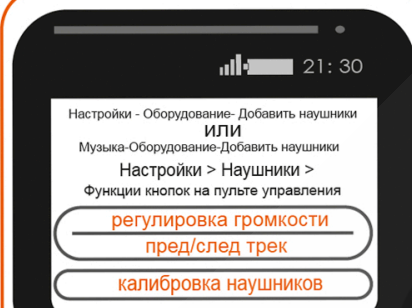 21: 30
Настройки - Оборудование- Добавить наушники
ИЛИ
Музыка-Оборудование-Добавить наушники
Настройки > Наушники >
Функции кнопок на пульте управления
регулировка громкости
пред/след трек
калибровка наушников